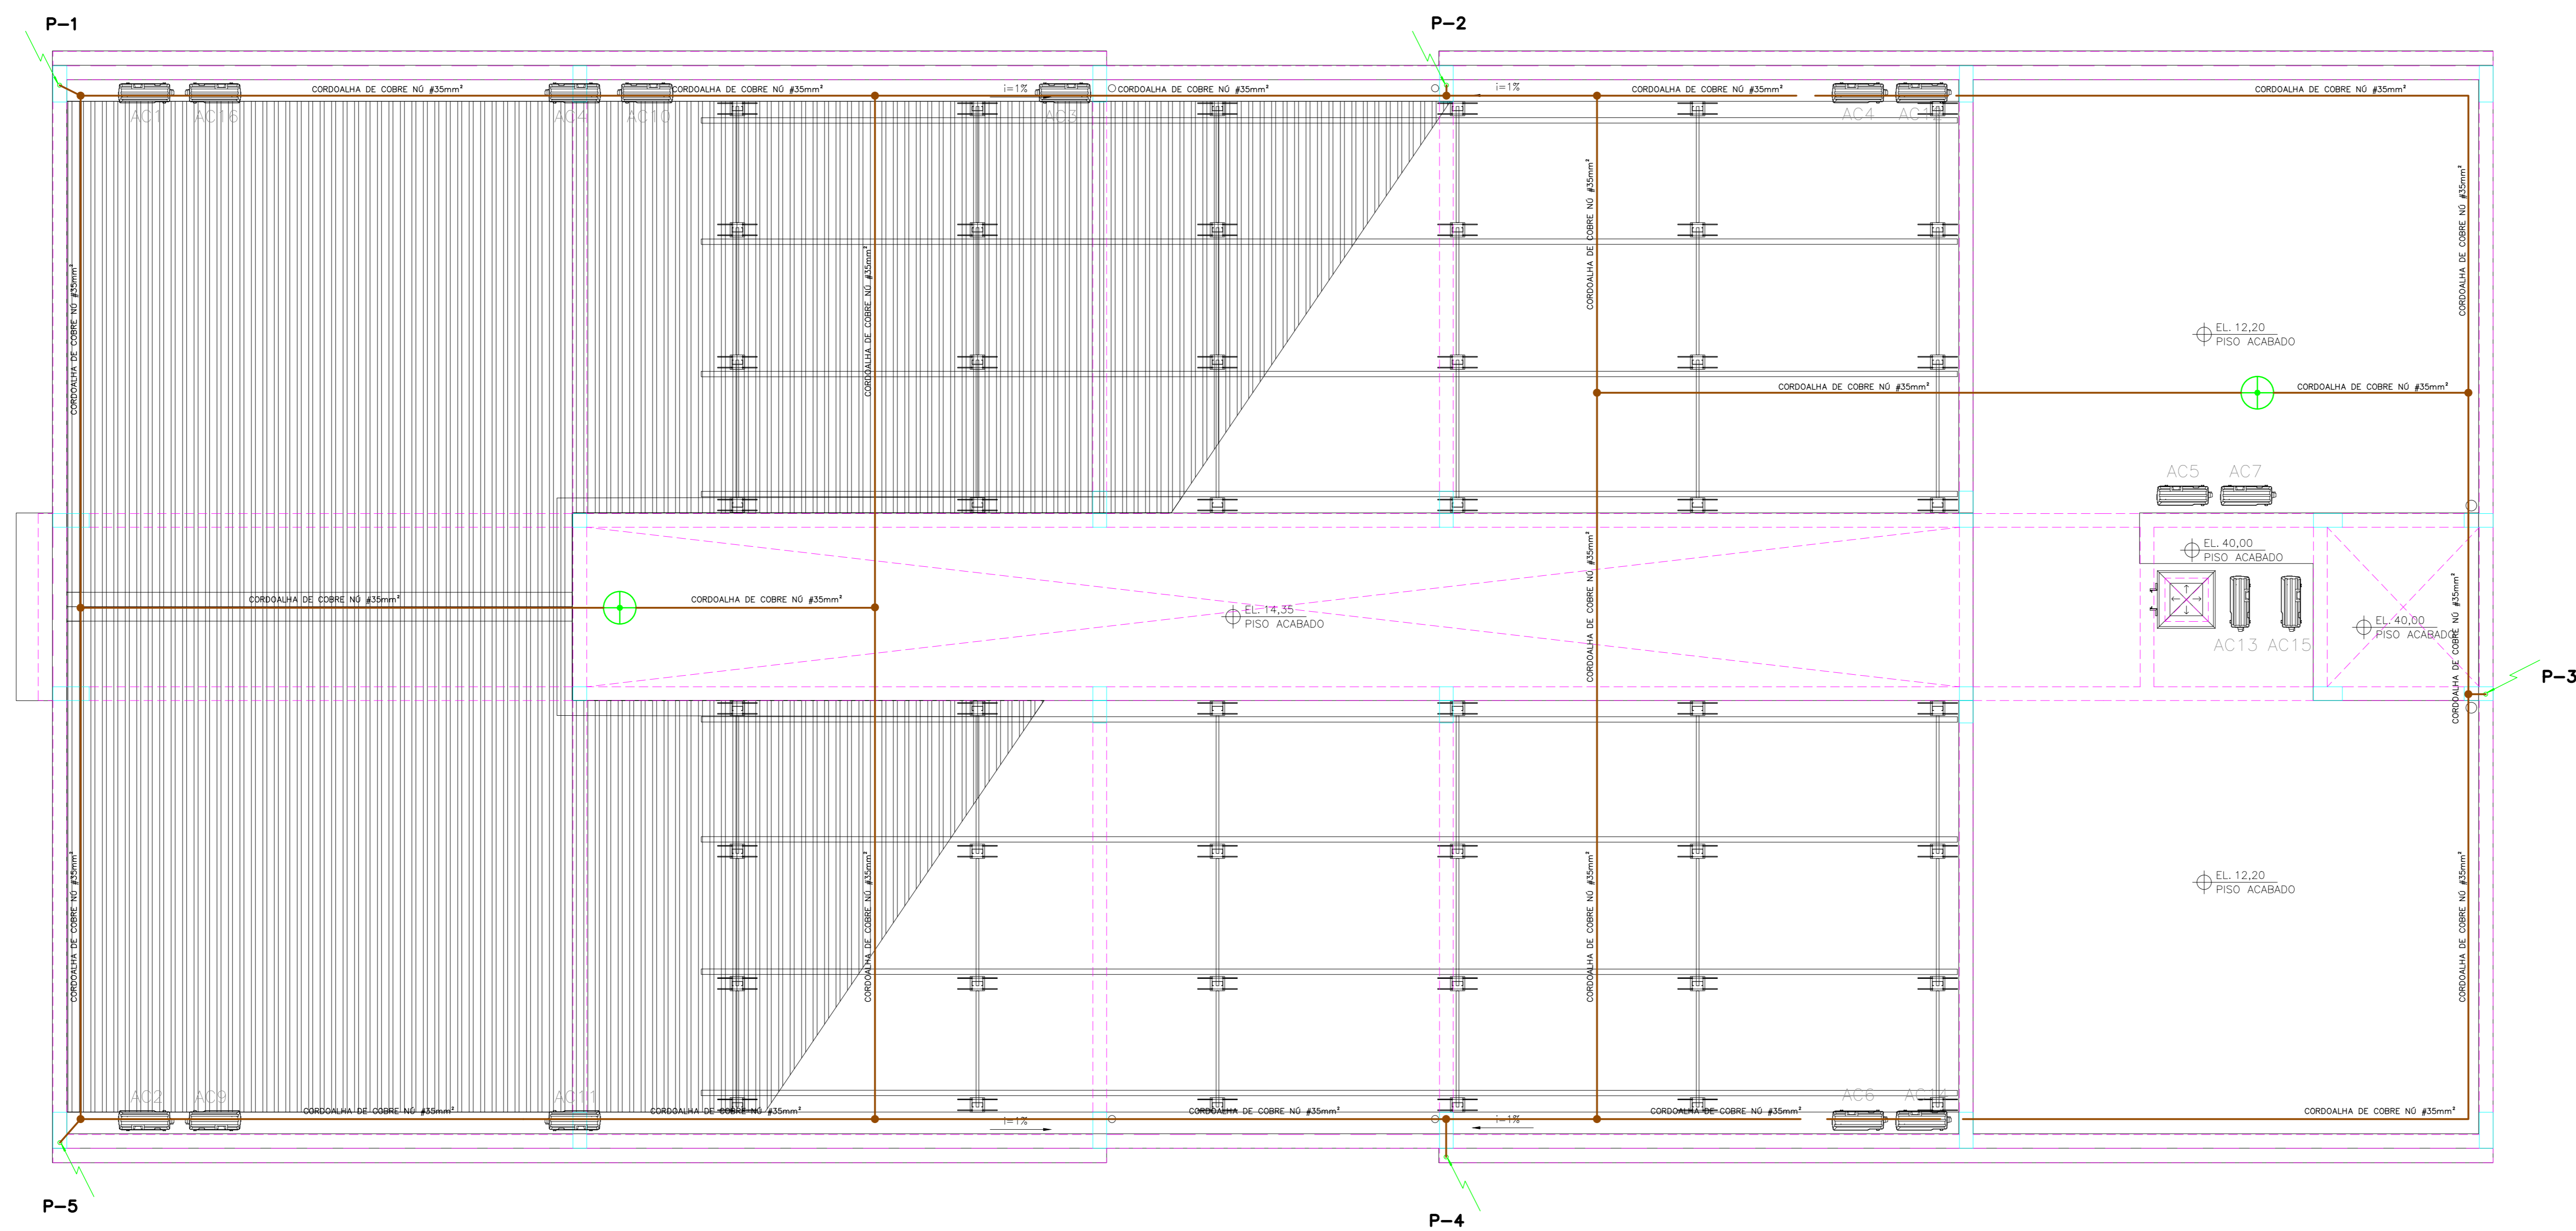 P-1
P-2
CORDOALHA DE COBRE NÚ #35mm²
CORDOALHA DE COBRE NÚ #35mm²
i=1%
CORDOALHA DE COBRE NÚ #35mm²
i=1%
CORDOALHA DE COBRE NÚ #35mm²
CORDOALHA DE COBRE NÚ #35mm²
AC1
AC16
AC4
AC10
AC3
AC4
CORDOALHA DE COBRE NÚ #35mm²
CORDOALHA DE COBRE NÚ #35mm²
CORDOALHA DE COBRE NÚ #35mm²
CORDOALHA DE COBRE NÚ #35mm²
EL. 12,20
PISO ACABADO
CORDOALHA DE COBRE NÚ #35mm²
CORDOALHA DE COBRE NÚ #35mm²
AC5
AC7
EL. 40,00
PISO ACABADO
CORDOALHA DE COBRE NÚ #35mm²
CORDOALHA DE COBRE NÚ #35mm²
CORDOALHA DE COBRE NÚ #35mm²
EL. 14,35
PISO ACABADO
EL. 40,00
PISO ACABADO
CORDOALHA DE COBRE NÚ #35mm²
AC13
AC15
P-3
CORDOALHA DE COBRE NÚ #35mm²
CORDOALHA DE COBRE NÚ #35mm²
CORDOALHA DE COBRE NÚ #35mm²
EL. 12,20
PISO ACABADO
CORDOALHA DE COBRE NÚ #35mm²
AC2
AC9
AC11
AC6
CORDOALHA DE COBRE NÚ #35mm²
CORDOALHA DE COBRE NÚ #35mm²
CORDOALHA DE COBRE NÚ #35mm²
CORDOALHA DE COBRE NÚ #35mm²
CORDOALHA DE COBRE NÚ #35mm²
i=1%
i=1%
P-5
P-4